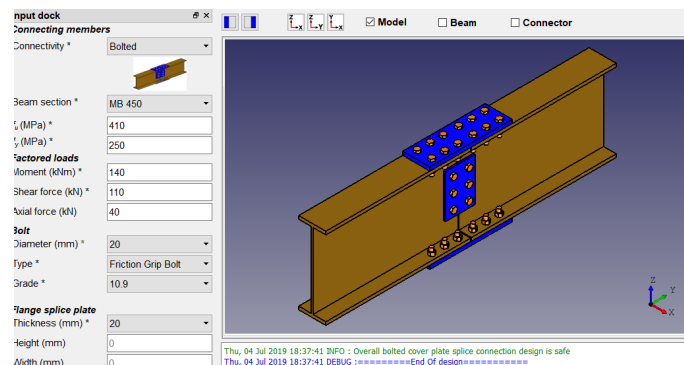 nput dock
Connecting members
Connectivity *
Bolted
Beam section *
MB 450
(MPa) *
410
(MPa) *
250
Factored loads
Moment (kNm) *
140
Shear force (kN) *
110
Axial force (kN)
40
Bolt
Diameter (mm) *
20
Type *
Friction Grip Bolt
Grade *
10.9
Flange splice plate
Thickness (mm) *
20
Height (mm)
0
Width (mm)
0
Z X
Z Y
Y X
Model
Beam
Connector
Z
Y
X
Thu, 04 Jul 2019 18:37:41 INFO : Overall bolted cover plate splice connection design is safe
Thu, 04 Jul 2019 18:37:41 DEBUG :=========End Of design===========